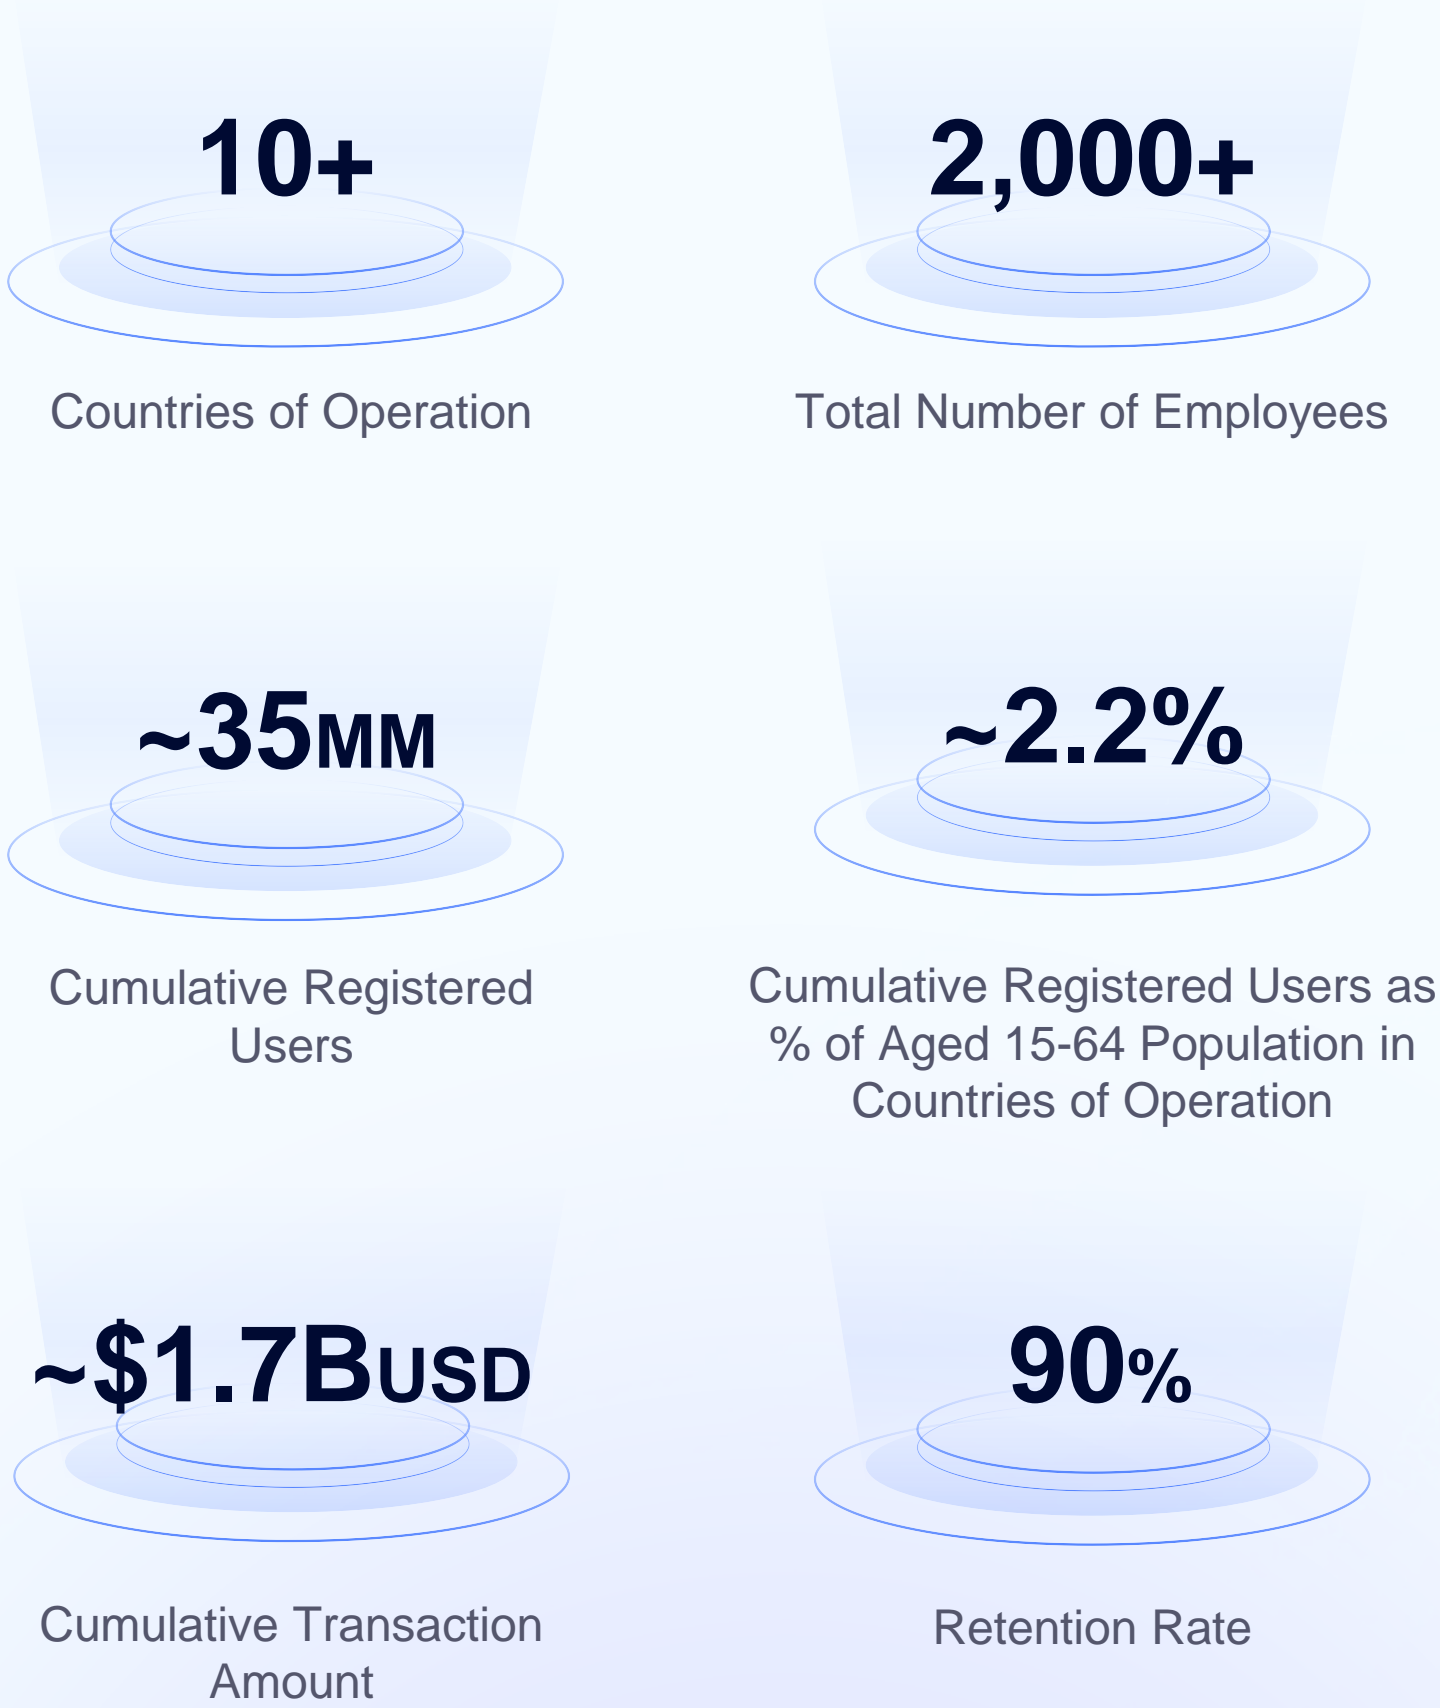 10+
Countries of Operation
2,000+
Total Number of Employees
~35MM
Cumulative Registered
Users
~2.2%
Cumulative Registered Users as
% of Aged 15-64 Population in
Countries of Operation
~$1.7BUSD
Cumulative Transaction
Amount
90%
Retention Rate